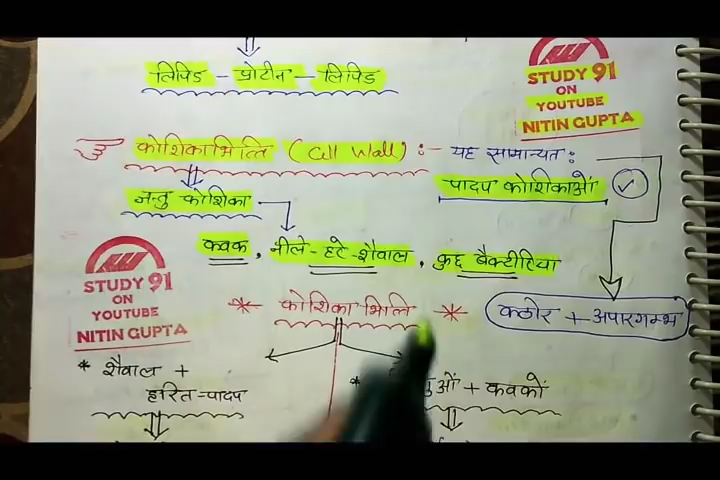 लिपिड - प्रोटीन - लिपिड
STUDY 91
ON
YOUTUBE
NITIN GUPTA
कोशिकाभित्ति (Cell Wall) :- यह सामान्यत:
पादप कोशिकाओं
जन्तु कोशिका
कवक, नीले-हरे-शैवाल, कुछ बैक्टीरिया
STUDY 91
ON
YOUTUBE
NITIN GUPTA
* कोशिका भित्ति *
कठोर + अपारगम्य
* शैवाल +
हरित=पादप
ओं + कवकों